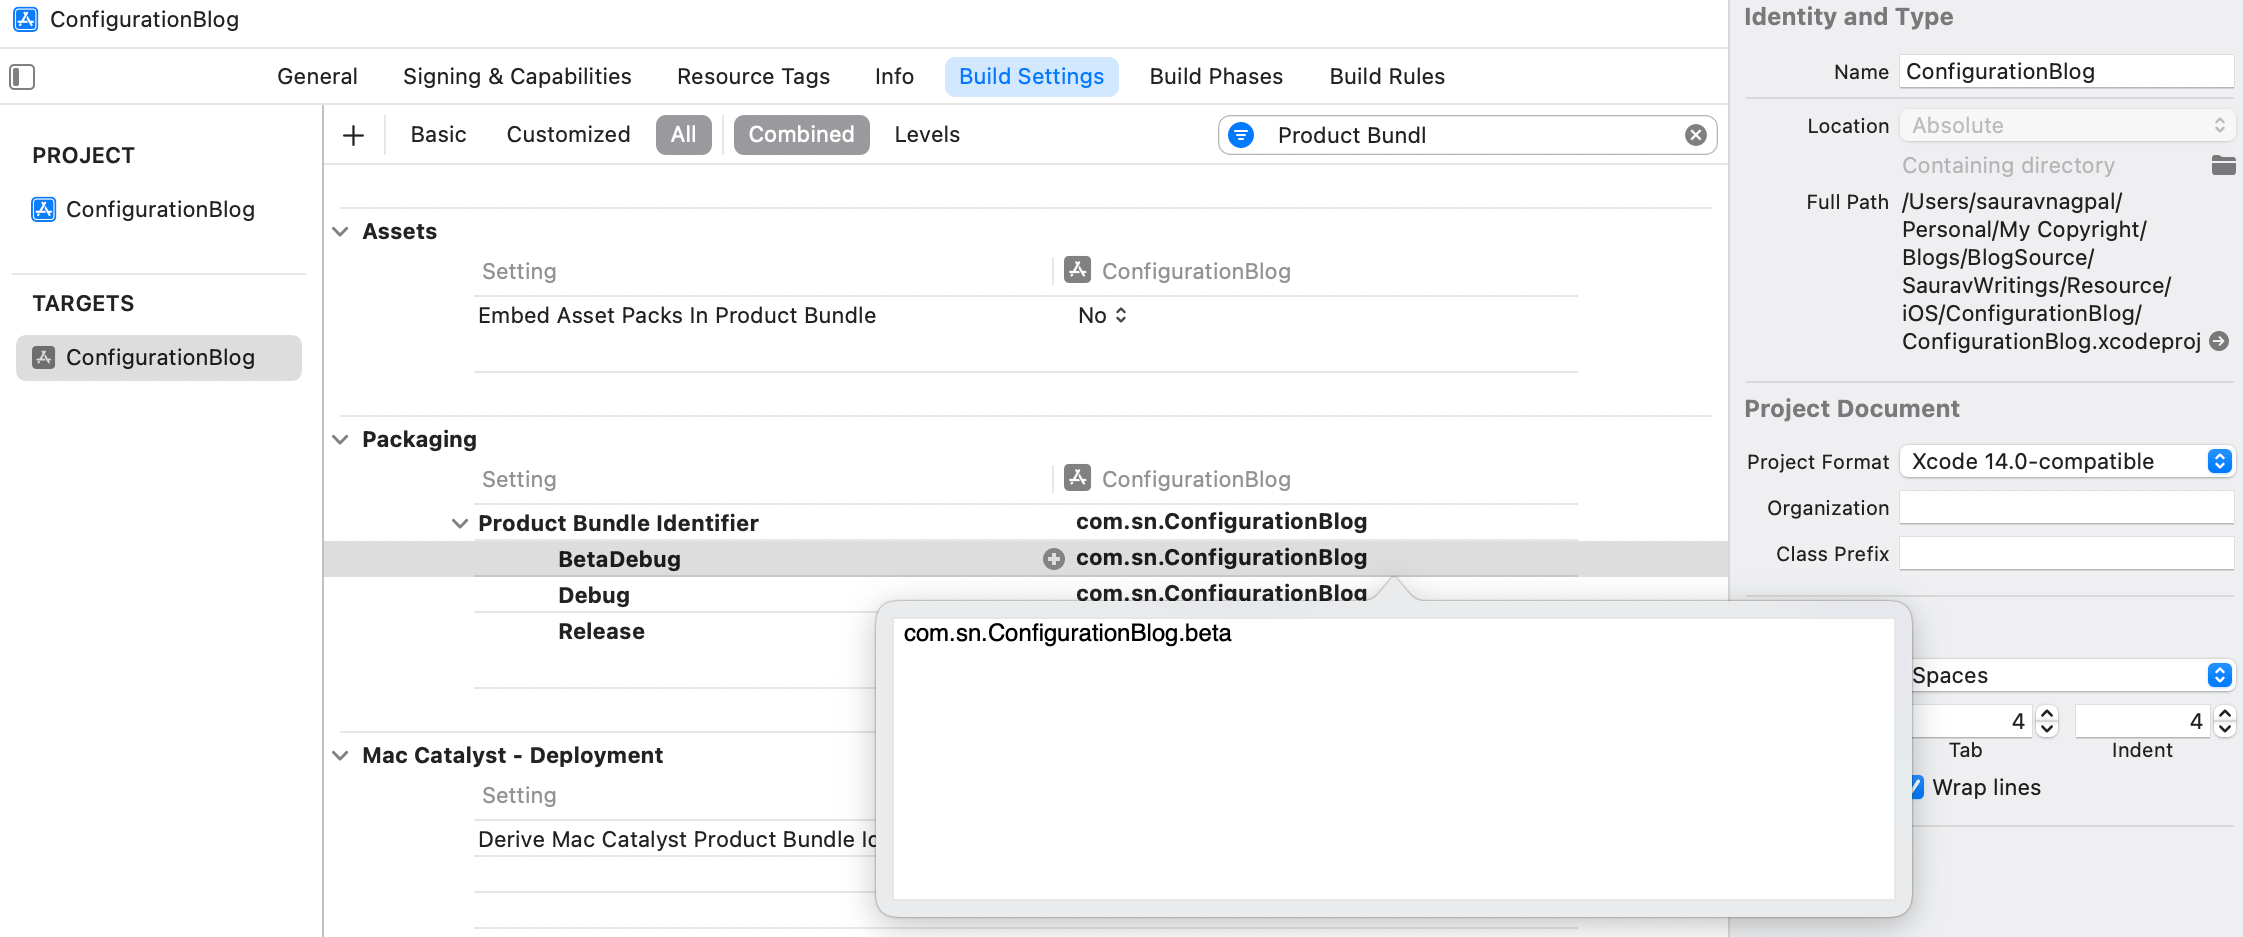 ConfigurationBlog
General Signing & Capabilities Resource Tags Info Build Settings Build Phases Build Rules
PROJECT
ConfigurationBlog
TARGETS
ConfigurationBlog
Basic Customized All Combined Levels Product Bundl
Assets
Setting ConfigurationBlog
Embed Asset Packs In Product Bundle No
Packaging
Setting ConfigurationBlog
Product Bundle Identifier com.sn.ConfigurationBlog
BetaDebug com.sn.ConfigurationBlog
Debug com.sn.ConfigurationBlog
Release
com.sn.ConfigurationBlog.beta
Mac Catalyst - Deployment
Setting
Derive Mac Catalyst Product Bundle
Identity and Type
Name ConfigurationBlog
Location Absolute
Containing directory
Full Path /Users/sauravnagpal/
Personal/My Copyright/
Blogs/BlogSource/
SauravWritings/Resource/
iOS/ConfigurationBlog/
ConfigurationBlog.xcodeproj
Project Document
Project Format Xcode 14.0-compatible
Organization
Class Prefix
Spaces
4 4
Tab Indent
Wrap lines